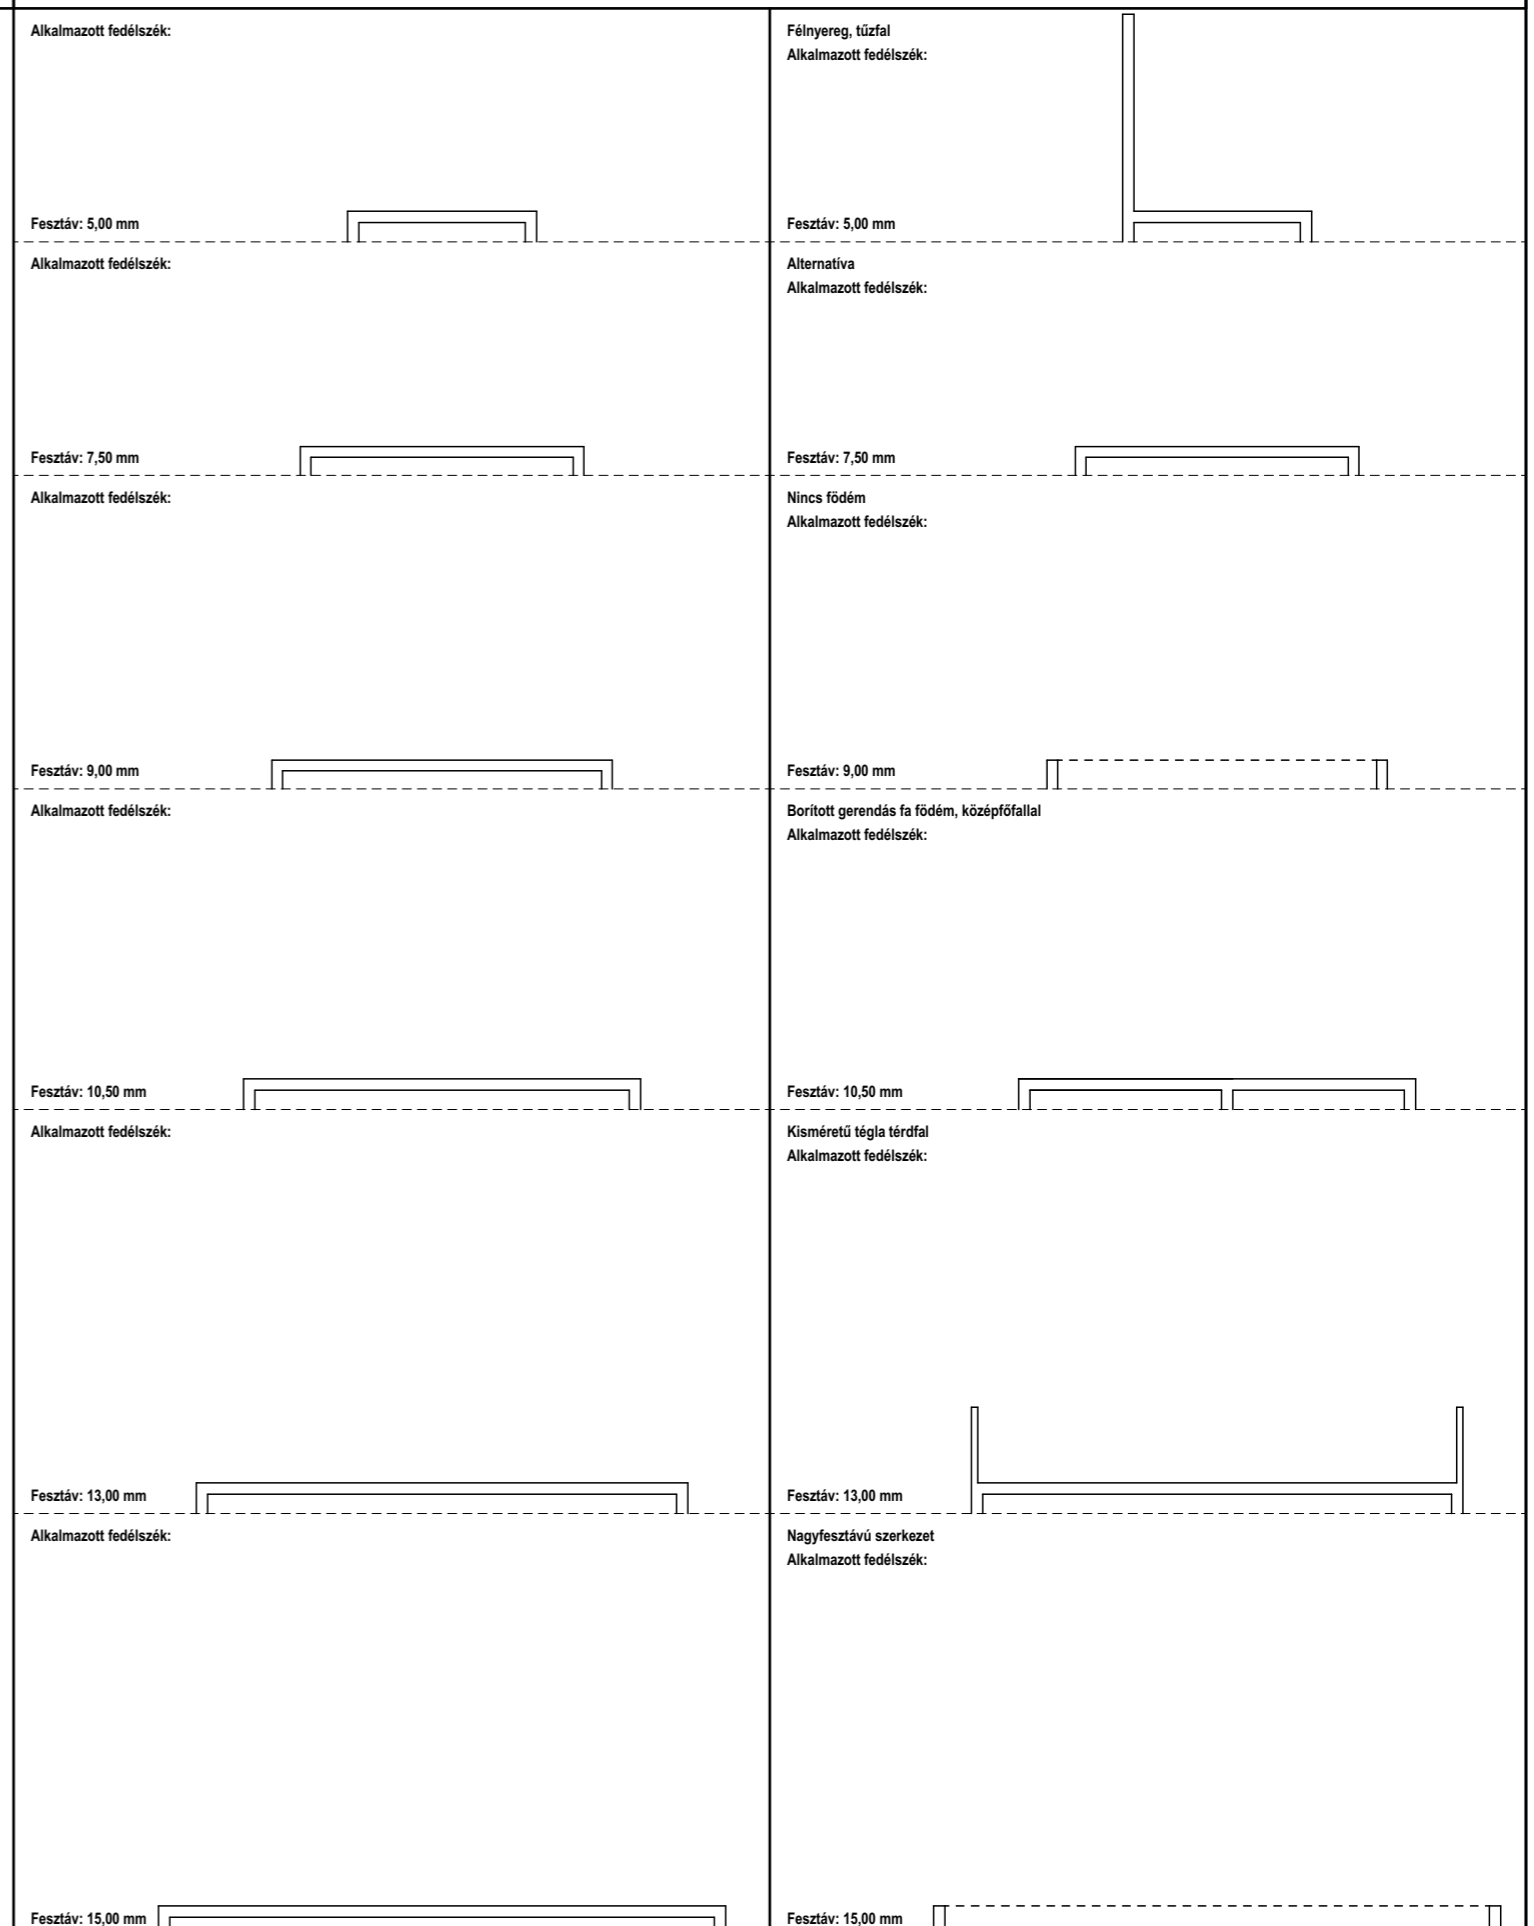 Alkalmazott fedélszék:
Félnyereg, tűzfal
Alkalmazott fedélszék:
Fesztáv: 5,00 mm
Fesztáv: 5,00 mm
Alkalmazott fedélszék:
Alternatíva
Alkalmazott fedélszék:
Fesztáv: 7,50 mm
Fesztáv: 7,50 mm
Alkalmazott fedélszék:
Nincs födém
Alkalmazott fedélszék:
Fesztáv: 9,00 mm
Fesztáv: 9,00 mm
Alkalmazott fedélszék:
Borított gerendás fa födém, középfőfallal
Alkalmazott fedélszék:
Fesztáv: 10,50 mm
Fesztáv: 10,50 mm
Alkalmazott fedélszék:
Kisméretű tégla térdfal
Alkalmazott fedélszék:
Fesztáv: 13,00 mm
Fesztáv: 13,00 mm
Alkalmazott fedélszék:
Nagyfesztávú szerkezet
Alkalmazott fedélszék:
Fesztáv: 15,00 mm
Fesztáv: 15,00 mm